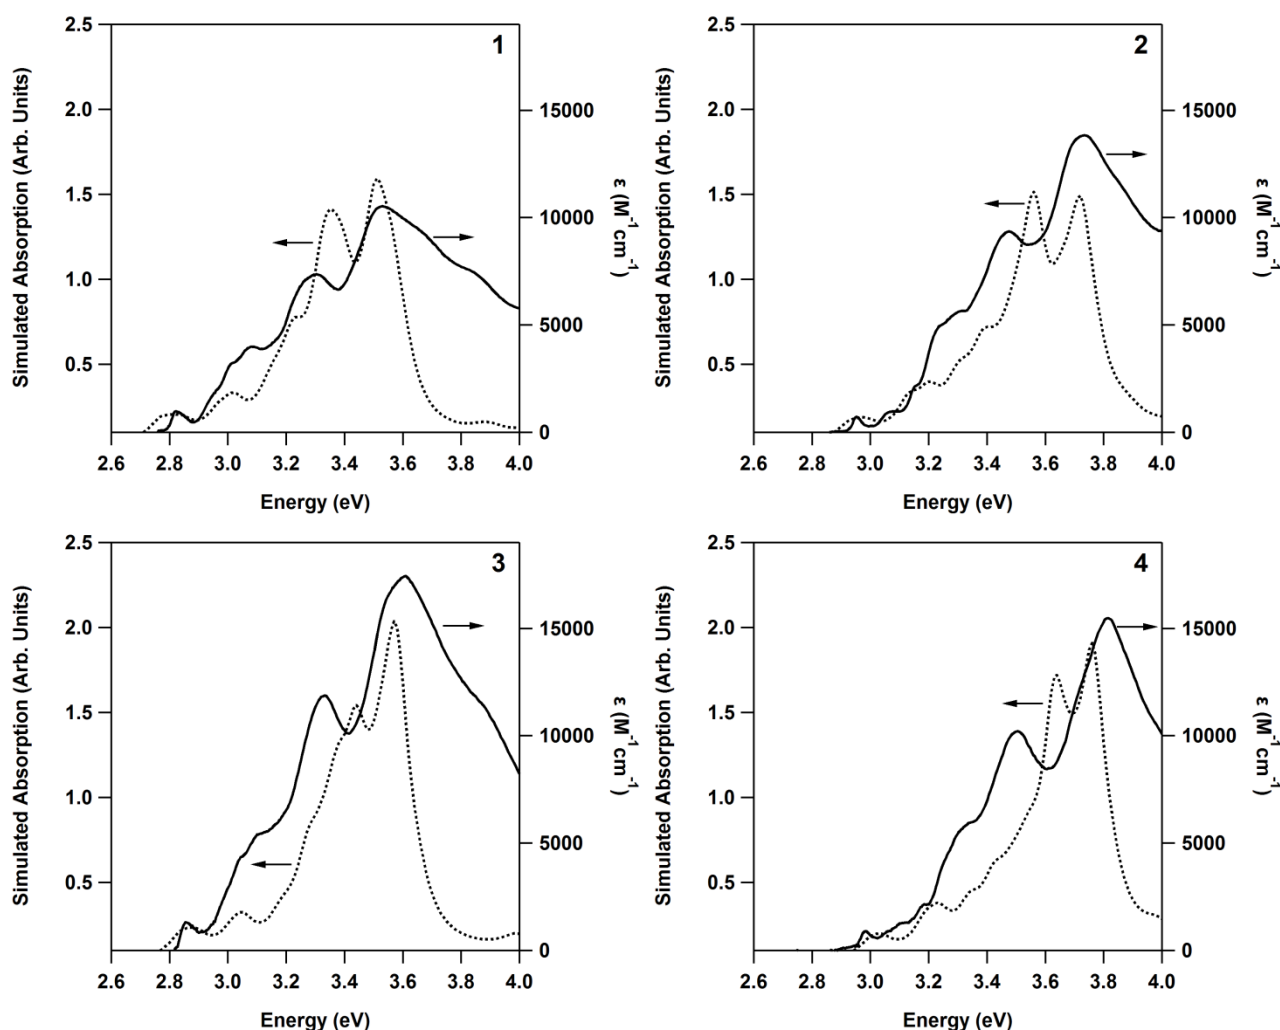 1
2.5
2.0
1.5
1.0
0.5
15000
10000
5000
0
2.6 2.8 3.0 3.2 3.4 3.6 3.8 4.0
Energy (eV)
Simulated Absorption (Arb. Units)
ε (M⁻¹ cm⁻¹)
2
2.5
2.0
1.5
1.0
0.5
15000
10000
5000
0
2.6 2.8 3.0 3.2 3.4 3.6 3.8 4.0
Energy (eV)
Simulated Absorption (Arb. Units)
ε (M⁻¹ cm⁻¹)
3
2.5
2.0
1.5
1.0
0.5
15000
10000
5000
0
2.6 2.8 3.0 3.2 3.4 3.6 3.8 4.0
Energy (eV)
Simulated Absorption (Arb. Units)
ε (M⁻¹ cm⁻¹)
4
2.5
2.0
1.5
1.0
0.5
15000
10000
5000
0
2.6 2.8 3.0 3.2 3.4 3.6 3.8 4.0
Energy (eV)
Simulated Absorption (Arb. Units)
ε (M⁻¹ cm⁻¹)